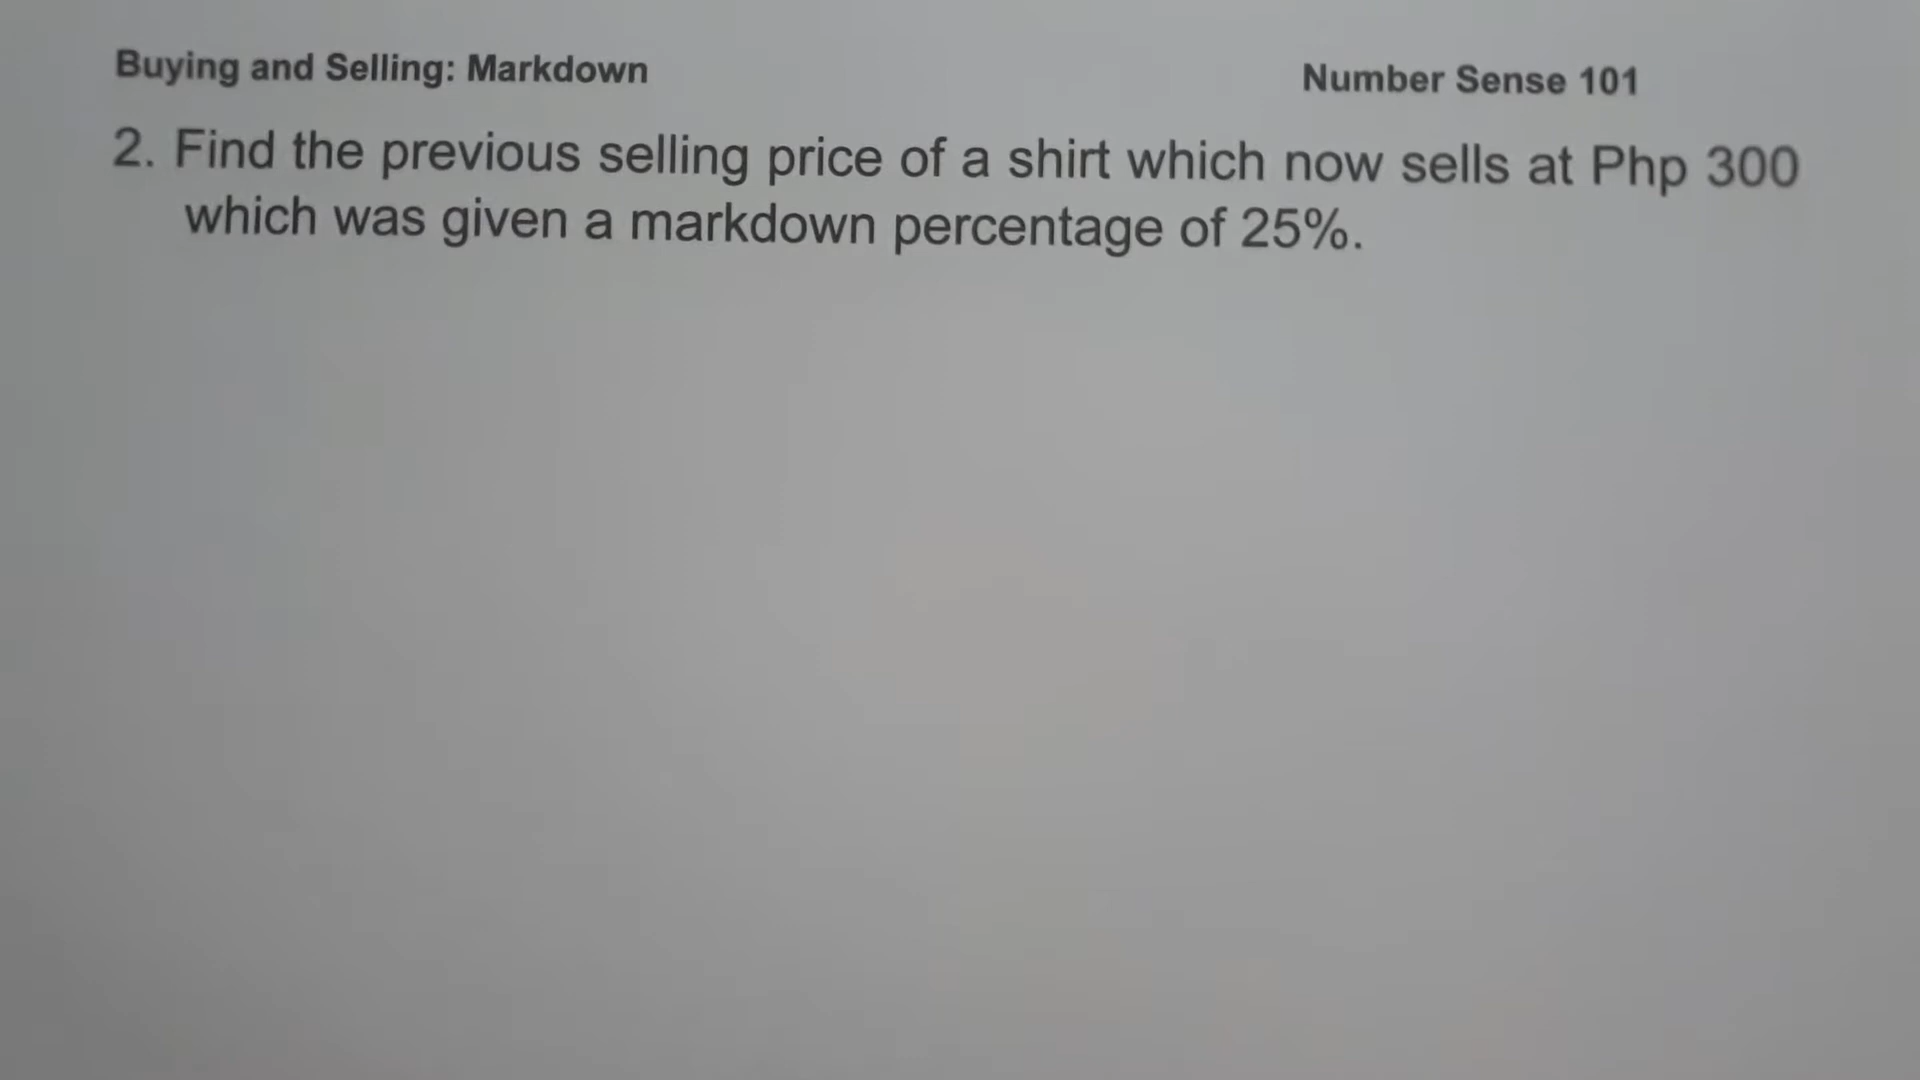 Buying and Selling: Markdown
Number Sense 101
2. Find the previous selling price of a shirt which now sells at Php 300
which was given a markdown percentage of 25%.